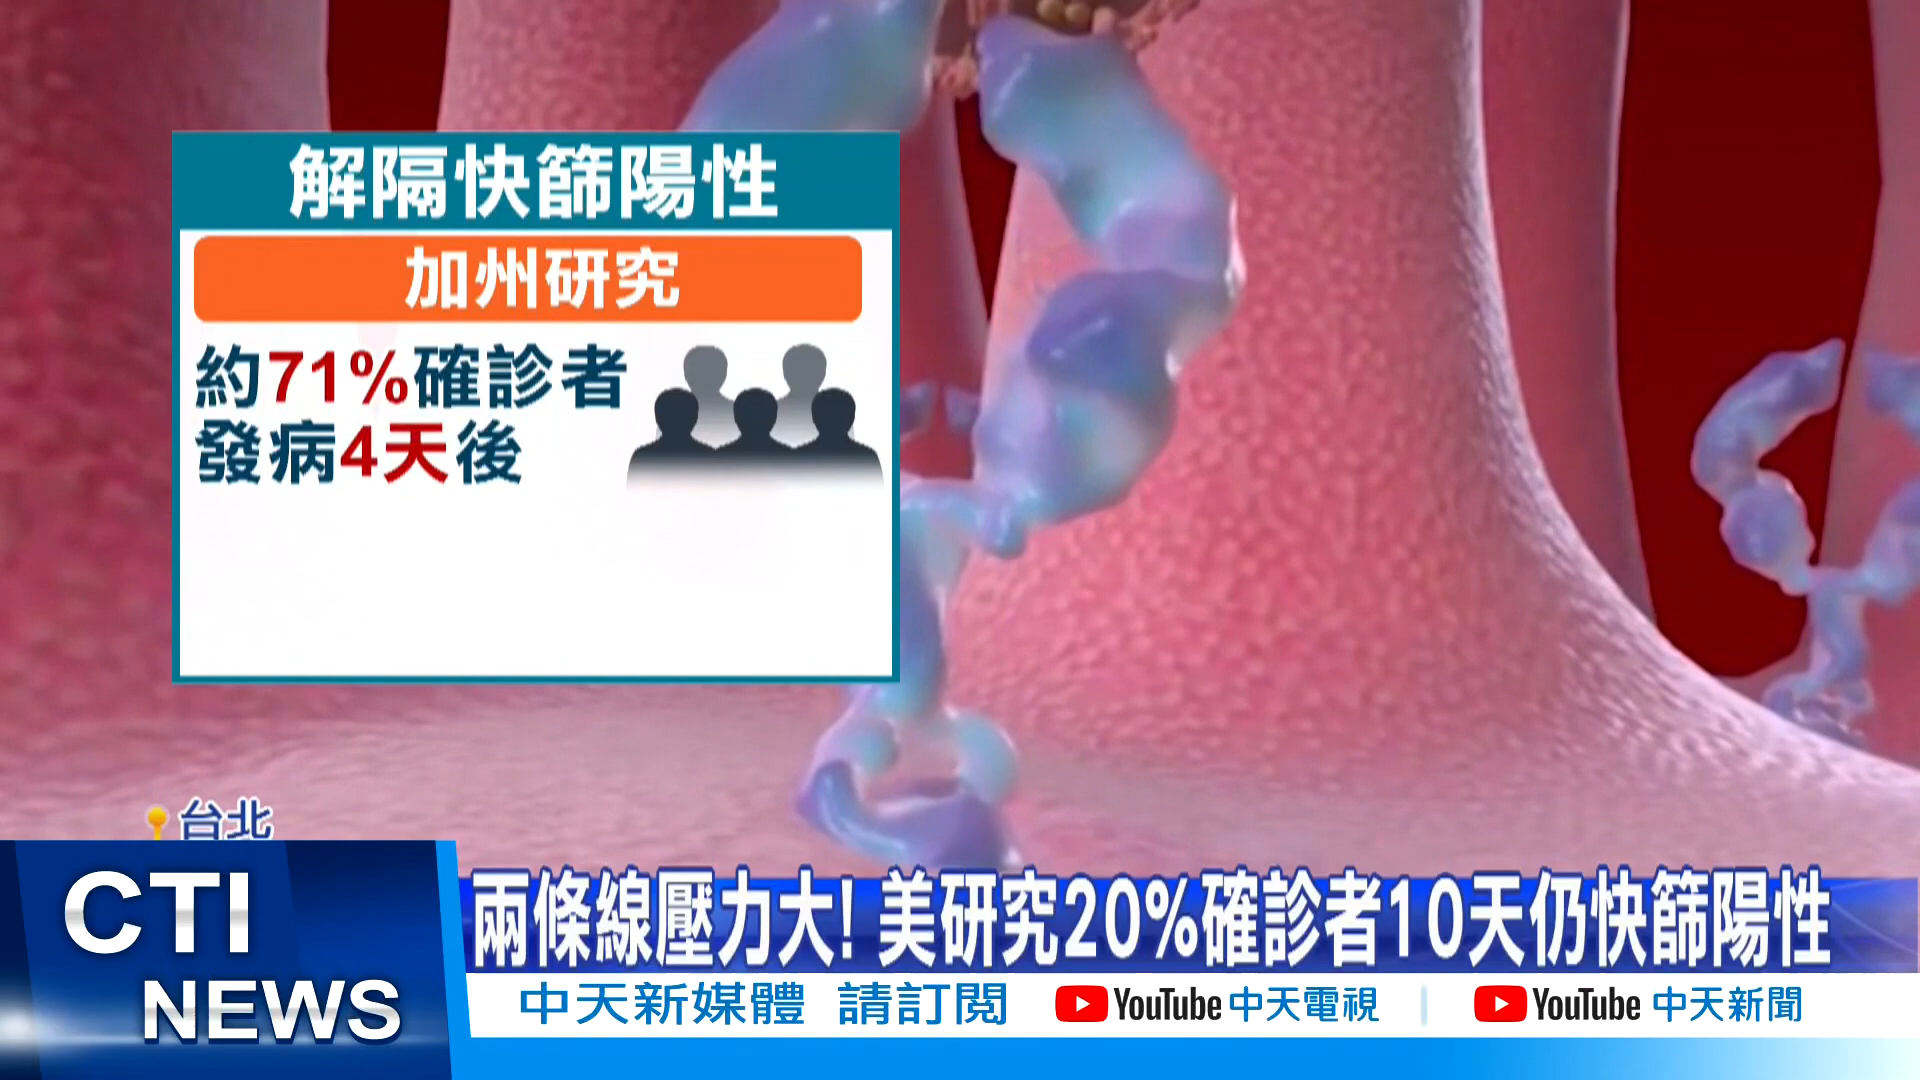 解隔快篩陽性
加州研究
約71%確診者
發病4天後
台北
CTI
NEWS
兩條線壓力大! 美研究20%確診者10天仍快篩陽性
中天新媒體 請訂閱 YouTube 中天電視 | YouTube 中天新聞